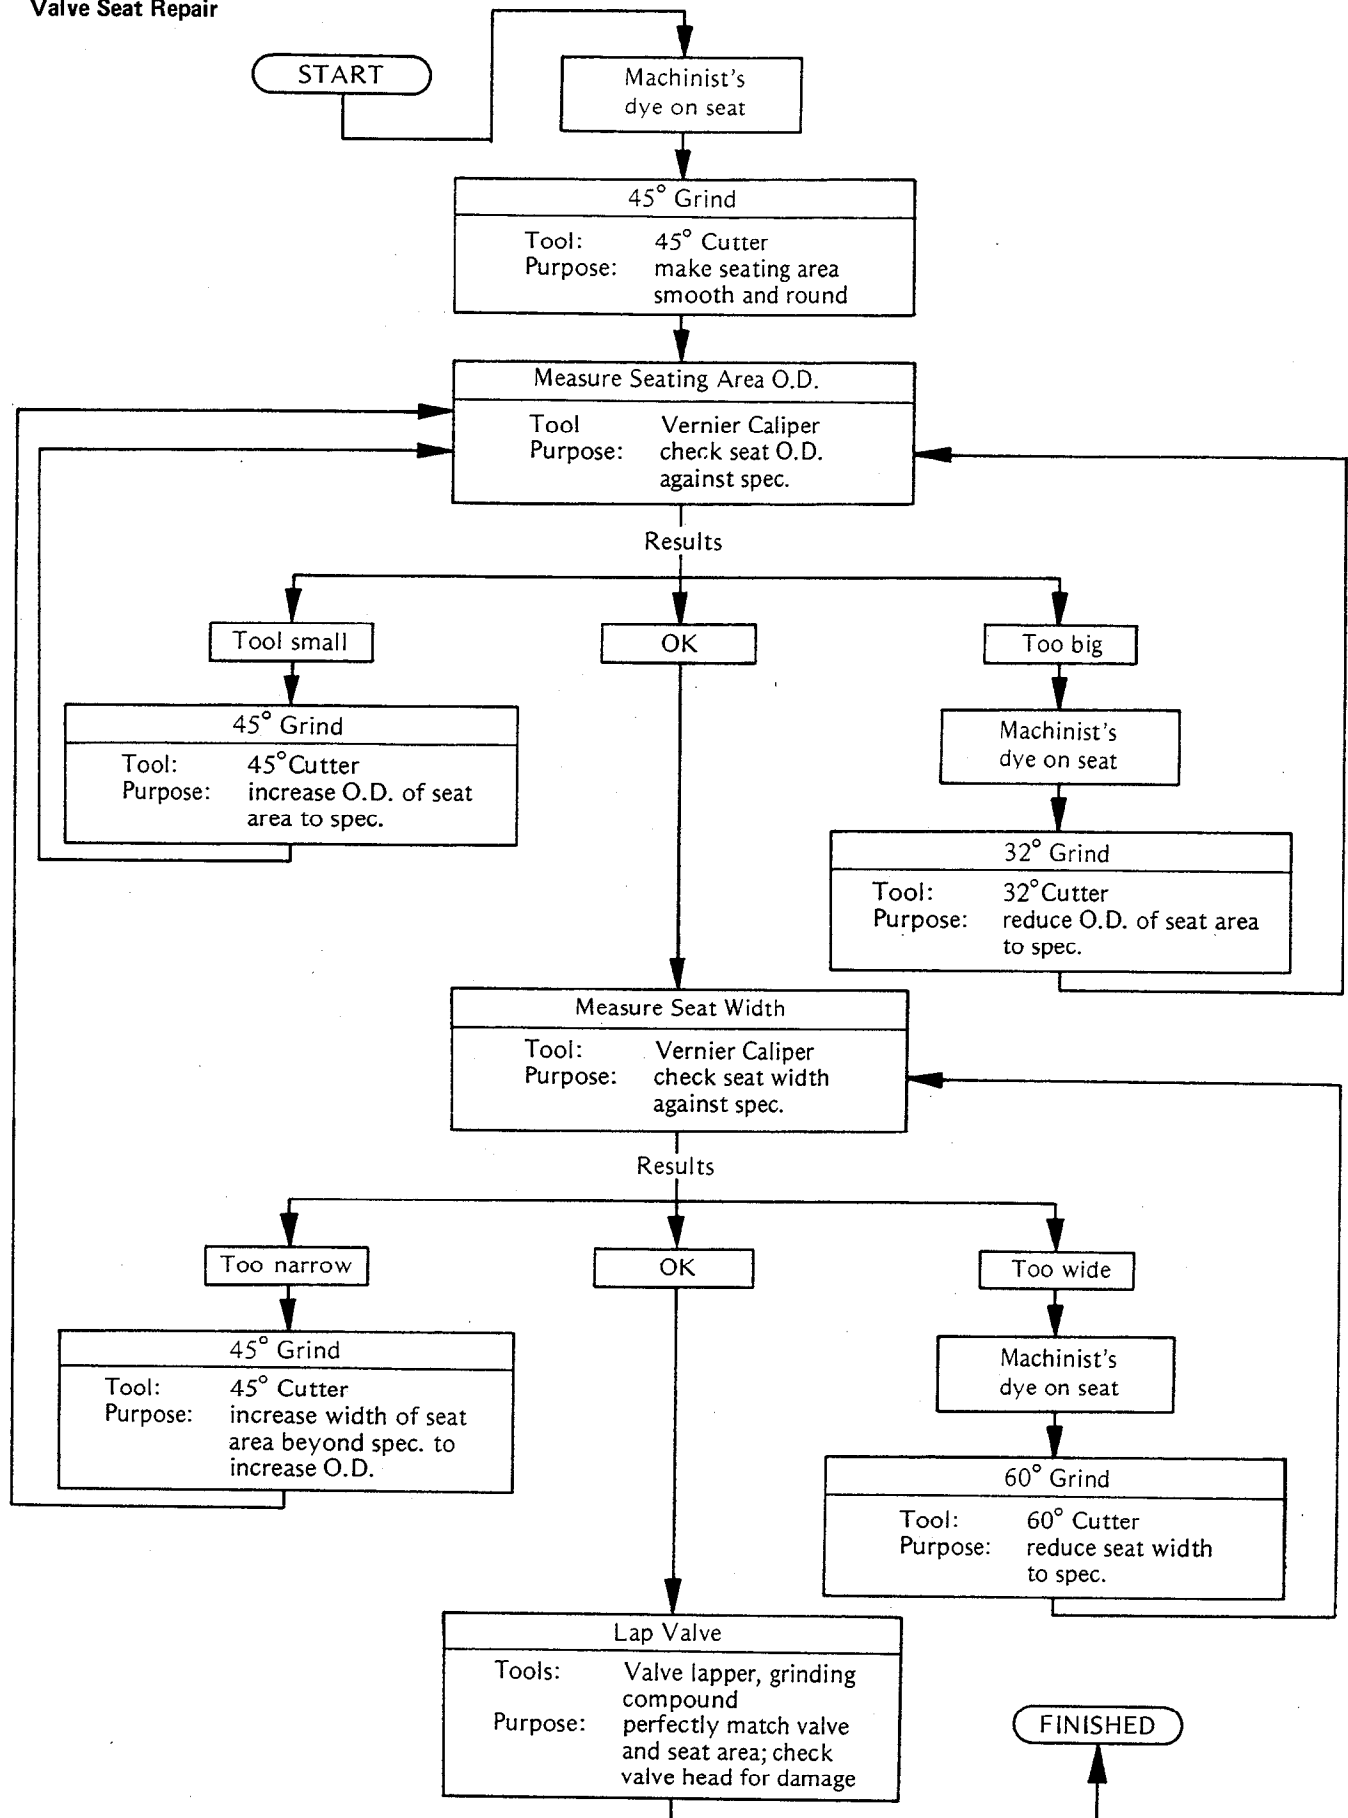 Valve Seat Repair
START
Machinist's
dye on seat
45° Grind
Tool: 45° Cutter
Purpose: make seating area
smooth and round
Measure Seating Area O.D.
Tool Vernier Caliper
Purpose: check seat O.D.
against spec.
Results
Tool small
OK
Too big
45° Grind
Tool: 45° Cutter
Purpose: increase O.D. of seat
area to spec.
Machinist's
dye on seat
32° Grind
Tool: 32° Cutter
Purpose: reduce O.D. of seat area
to spec.
Measure Seat Width
Tool: Vernier Caliper
Purpose: check seat width
against spec.
Results
Too narrow
OK
Too wide
45° Grind
Tool: 45° Cutter
Purpose: increase width of seat
area beyond spec. to
increase O.D.
Machinist's
dye on seat
60° Grind
Tool: 60° Cutter
Purpose: reduce seat width
to spec.
Lap Valve
Tools: Valve lapper, grinding
compound
Purpose: perfectly match valve
and seat area; check
valve head for damage
FINISHED